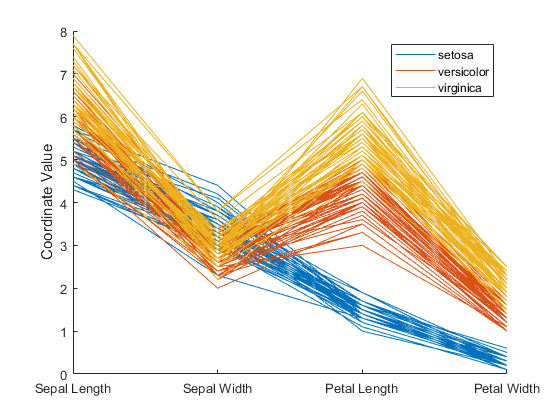 8
7
6
5
4
3
2
1
0
Coordinate Value
setosa
versicolor
virginica
Sepal Length Sepal Width Petal Length Petal Width